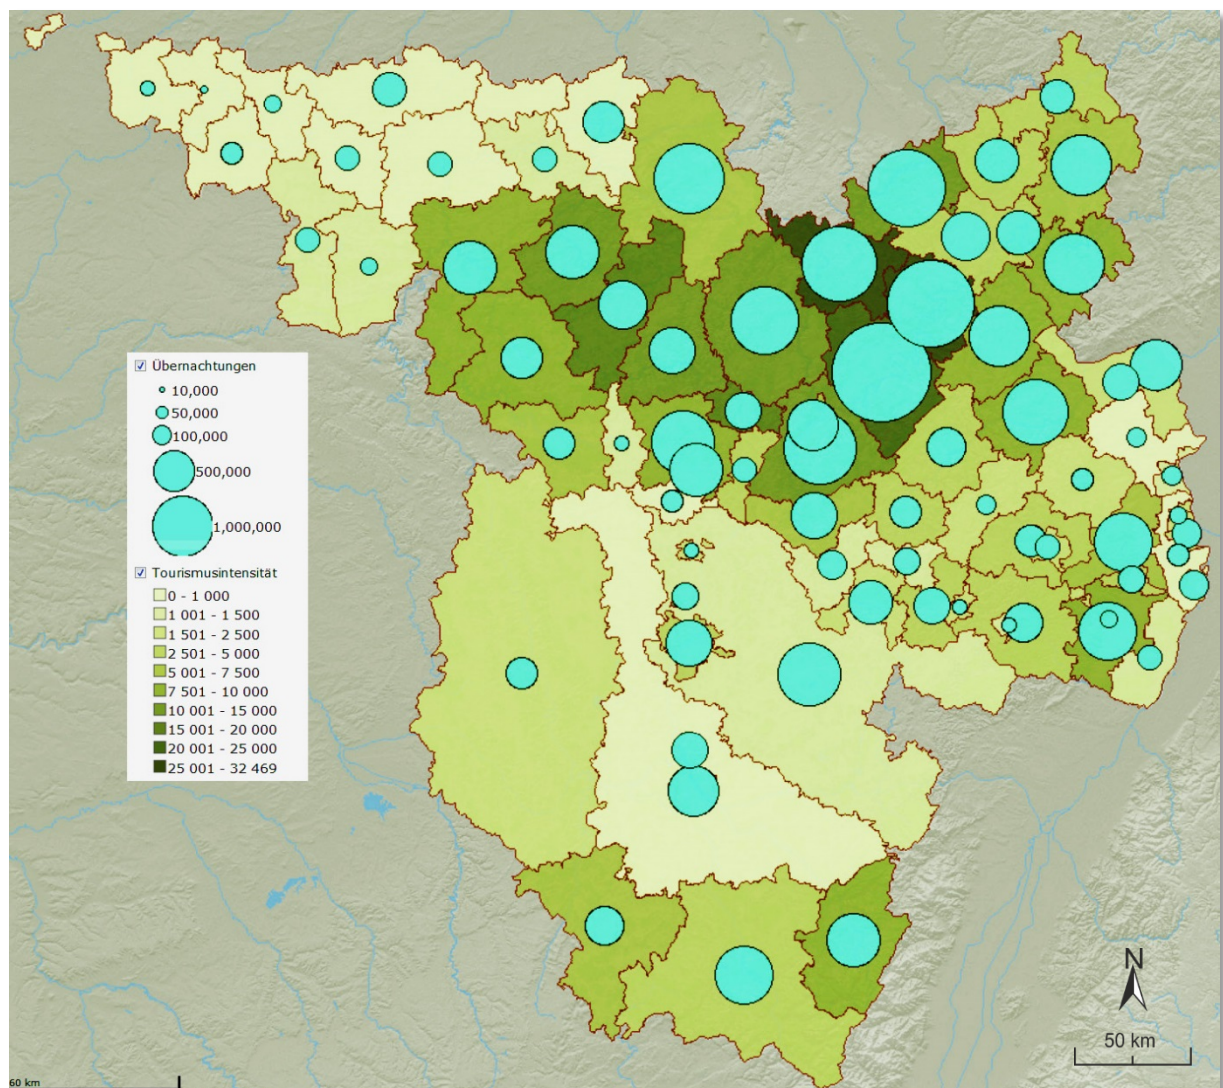 Übernachtungen
10,000
50,000
100,000
500,000
1,000,000
Tourismusintensität
0 - 1 000
1 001 - 1 500
1 501 - 2 500
2 501 - 5 000
5 001 - 7 500
7 501 - 10 000
10 001 - 15 000
15 001 - 20 000
20 001 - 25 000
25 001 - 32 469
N
50 km
60 km